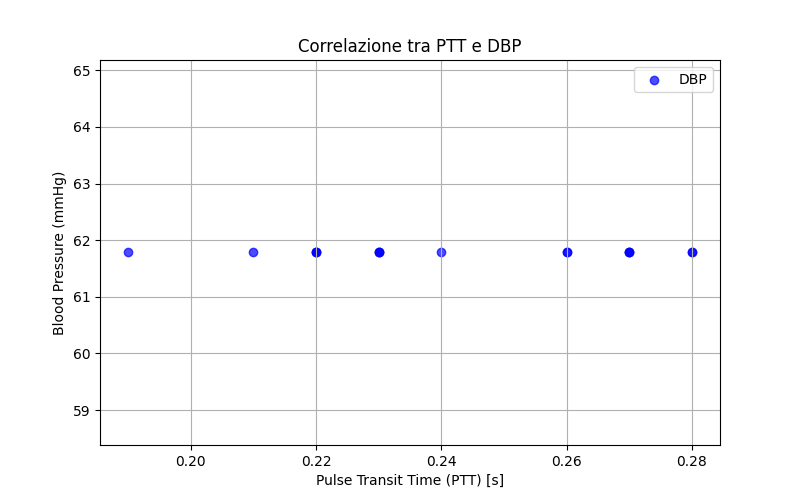 Correlazione tra PTT e DBP
DBP
Blood Pressure (mmHg)
65
64
63
62
61
60
59
0.20 0.22 0.24 0.26 0.28
Pulse Transit Time (PTT) [s]